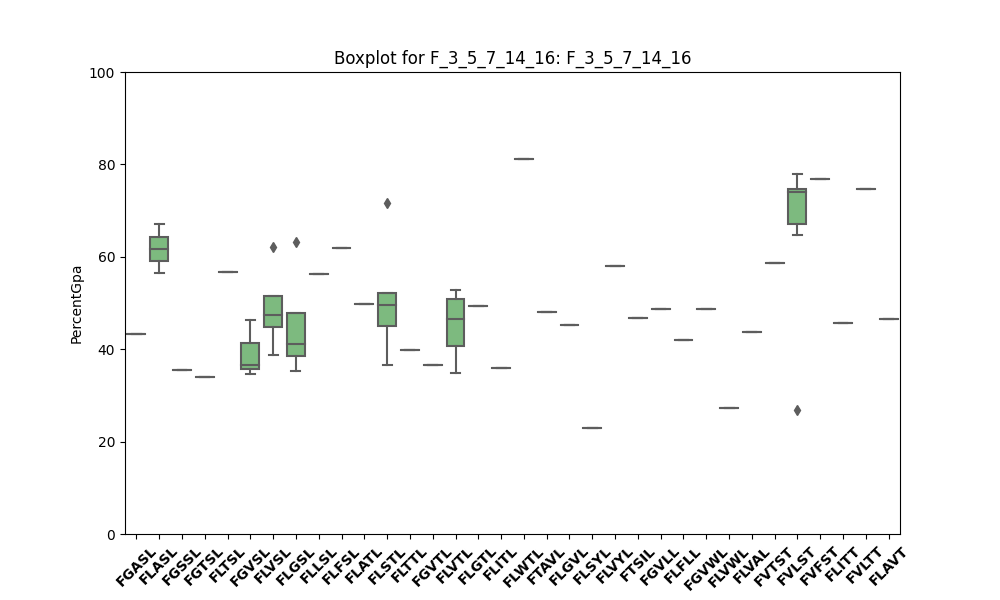 Boxplot for F_3_5_7_14_16: F_3_5_7_14_16
PercentGpa
100
80
60
40
20
0
FGASL
FLASL
FGSSL
FGTSL
FLTSL
FGVSL
FLVSL
FLGSL
FLLSL
FLFSL
FLATL
FLSTL
FLTTL
FGVTL
FLVTL
FLGTL
FLITL
FLWTL
FTAVL
FLGVL
FLSYL
FLVYL
FTSIL
FGVLL
FLFLL
FGVWL
FLVWL
FLVAL
FVTST
FVLST
FVFST
FLITT
FVLTT
FLAVT